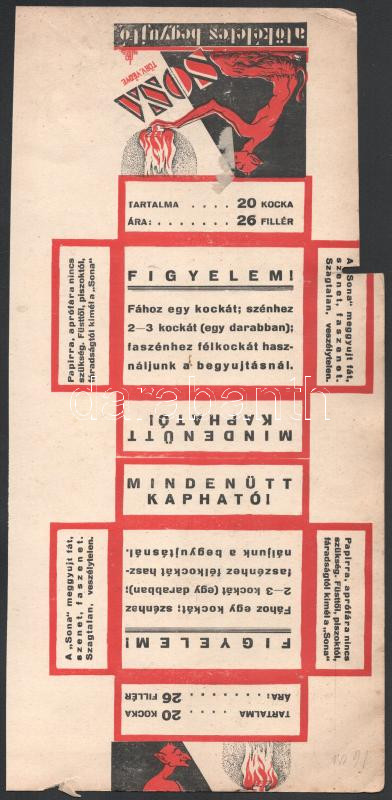 a tökéletes begyujtó
SONA
TÖRV. VÉDVE
TARTALMA .... 20 KOCKA
ÁRA: ....... 26 FILLÉR
Papirra, aprófára nincs
szükség. Füsttől, piszoktól,
fáradságtól kimél a „Sona”
FIGYELEM!
Fához egy kockát; szénhez
2—3 kockát (egy darabban);
faszénhez félkockát hasz-
náljunk a begyujtásnál.
A „Sona” meggyujt fát,
szenet, faszenet.
Szagtalan, veszélytelen.
MINDENÜTT
KAPHATÓ!
darabanth
MINDENÜTT
KAPHATÓ!
A „Sona” meggyujt fát,
szenet, faszenet.
Szagtalan, veszélytelen.
FIGYELEM!
Fához egy kockát; szénhez
2—3 kockát (egy darabban);
faszénhez félkockát hasz-
náljunk a begyujtásnál.
Papirra, aprófára nincs
szükség. Füsttől, piszoktól,
fáradságtól kimél a „Sona”
TARTALMA .... 20 KOCKA
ÁRA: ....... 26 FILLÉR